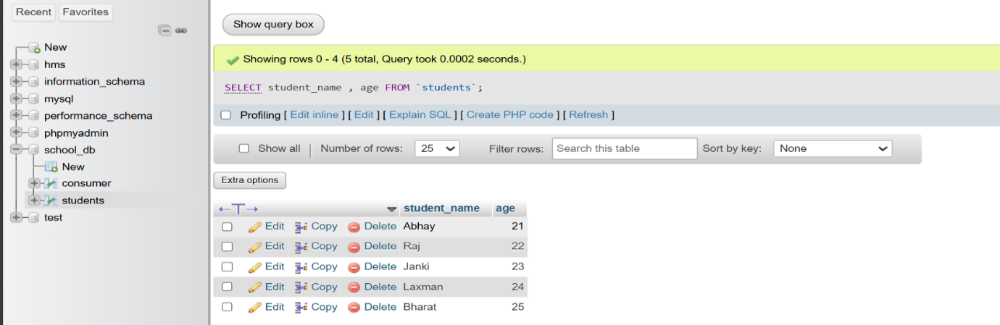 Recent Favorites
New
hms
information_schema
mysql
performance_schema
phpmyadmin
school_db
New
consumer
students
test
Show query box
Showing rows 0 - 4 (5 total, Query took 0.0002 seconds.)
SELECT student_name , age FROM `students`;
Profiling [ Edit inline ] [ Edit ] [ Explain SQL ] [ Create PHP code ] [ Refresh ]
Show all | Number of rows: 25 Filter rows: Search this table Sort by key: None
Extra options
←T→ student_name age
Edit Copy Delete Abhay 21
Edit Copy Delete Raj 22
Edit Copy Delete Janki 23
Edit Copy Delete Laxman 24
Edit Copy Delete Bharat 25